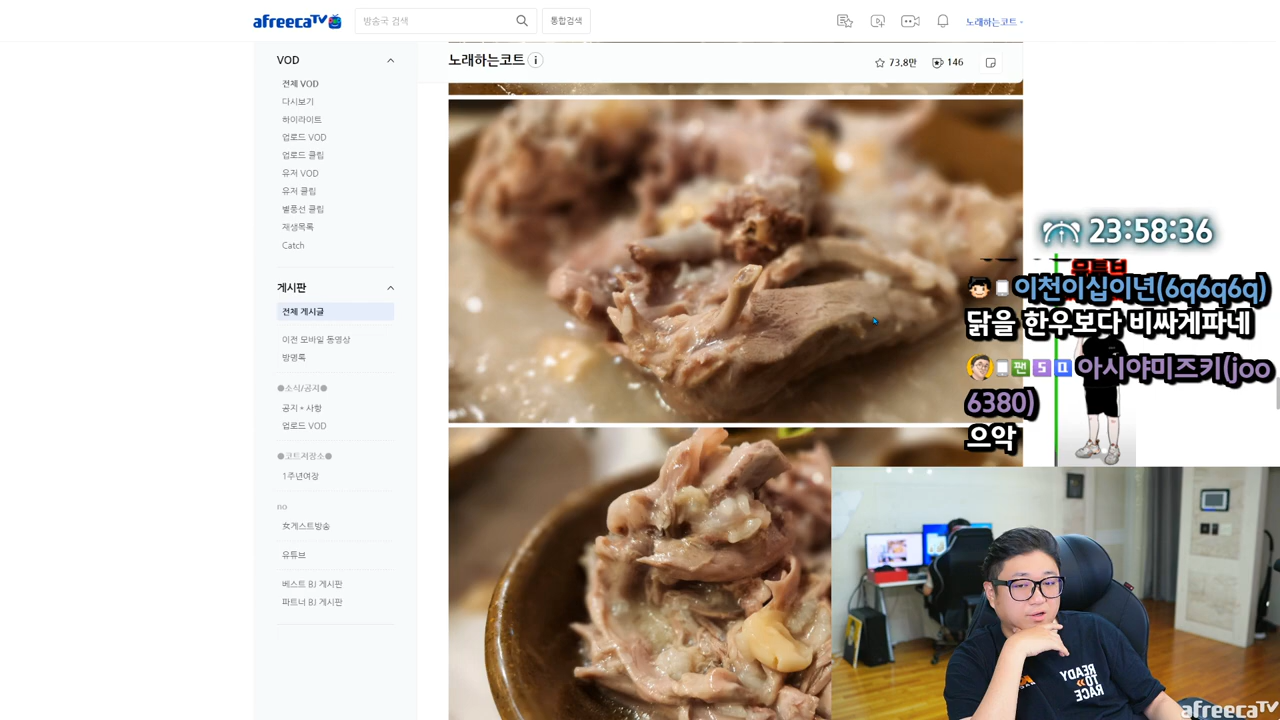 afreecaTV
방송국 검색
통합검색
노래하는코트
VOD
노래하는코트
73.8만
146
전체 VOD
다시보기
하이라이트
업로드 VOD
업로드 클립
유저 VOD
유저 클립
별풍선 클립
재생목록
Catch
게시판
전체 게시글
이전 모바일 동영상
방명록
●소식/공지●
공지*사항
업로드 VOD
●코트저장소●
1주년여장
no
女게스트방송
유튜브
베스트 BJ 게시판
파트너 BJ 게시판
23:58:36
이천이십이년(6q6q6q)
닭을 한우보다 비싸게파네
팬 5 아시야미즈키(joo
6380)
으악
READY
TO
RACE
afreecaTV